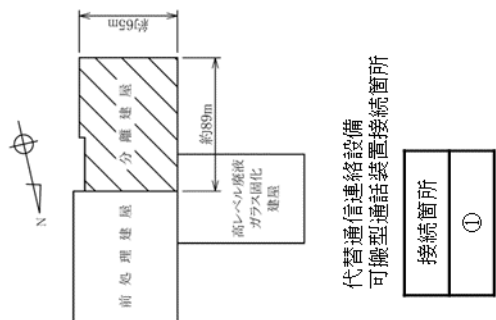 約65m
N
前処理建屋
分離建屋
約89m
高レベル廃液
ガラス固化
建屋
代替通信連絡設備
可搬型通話装置接続箇所
接続箇所
①